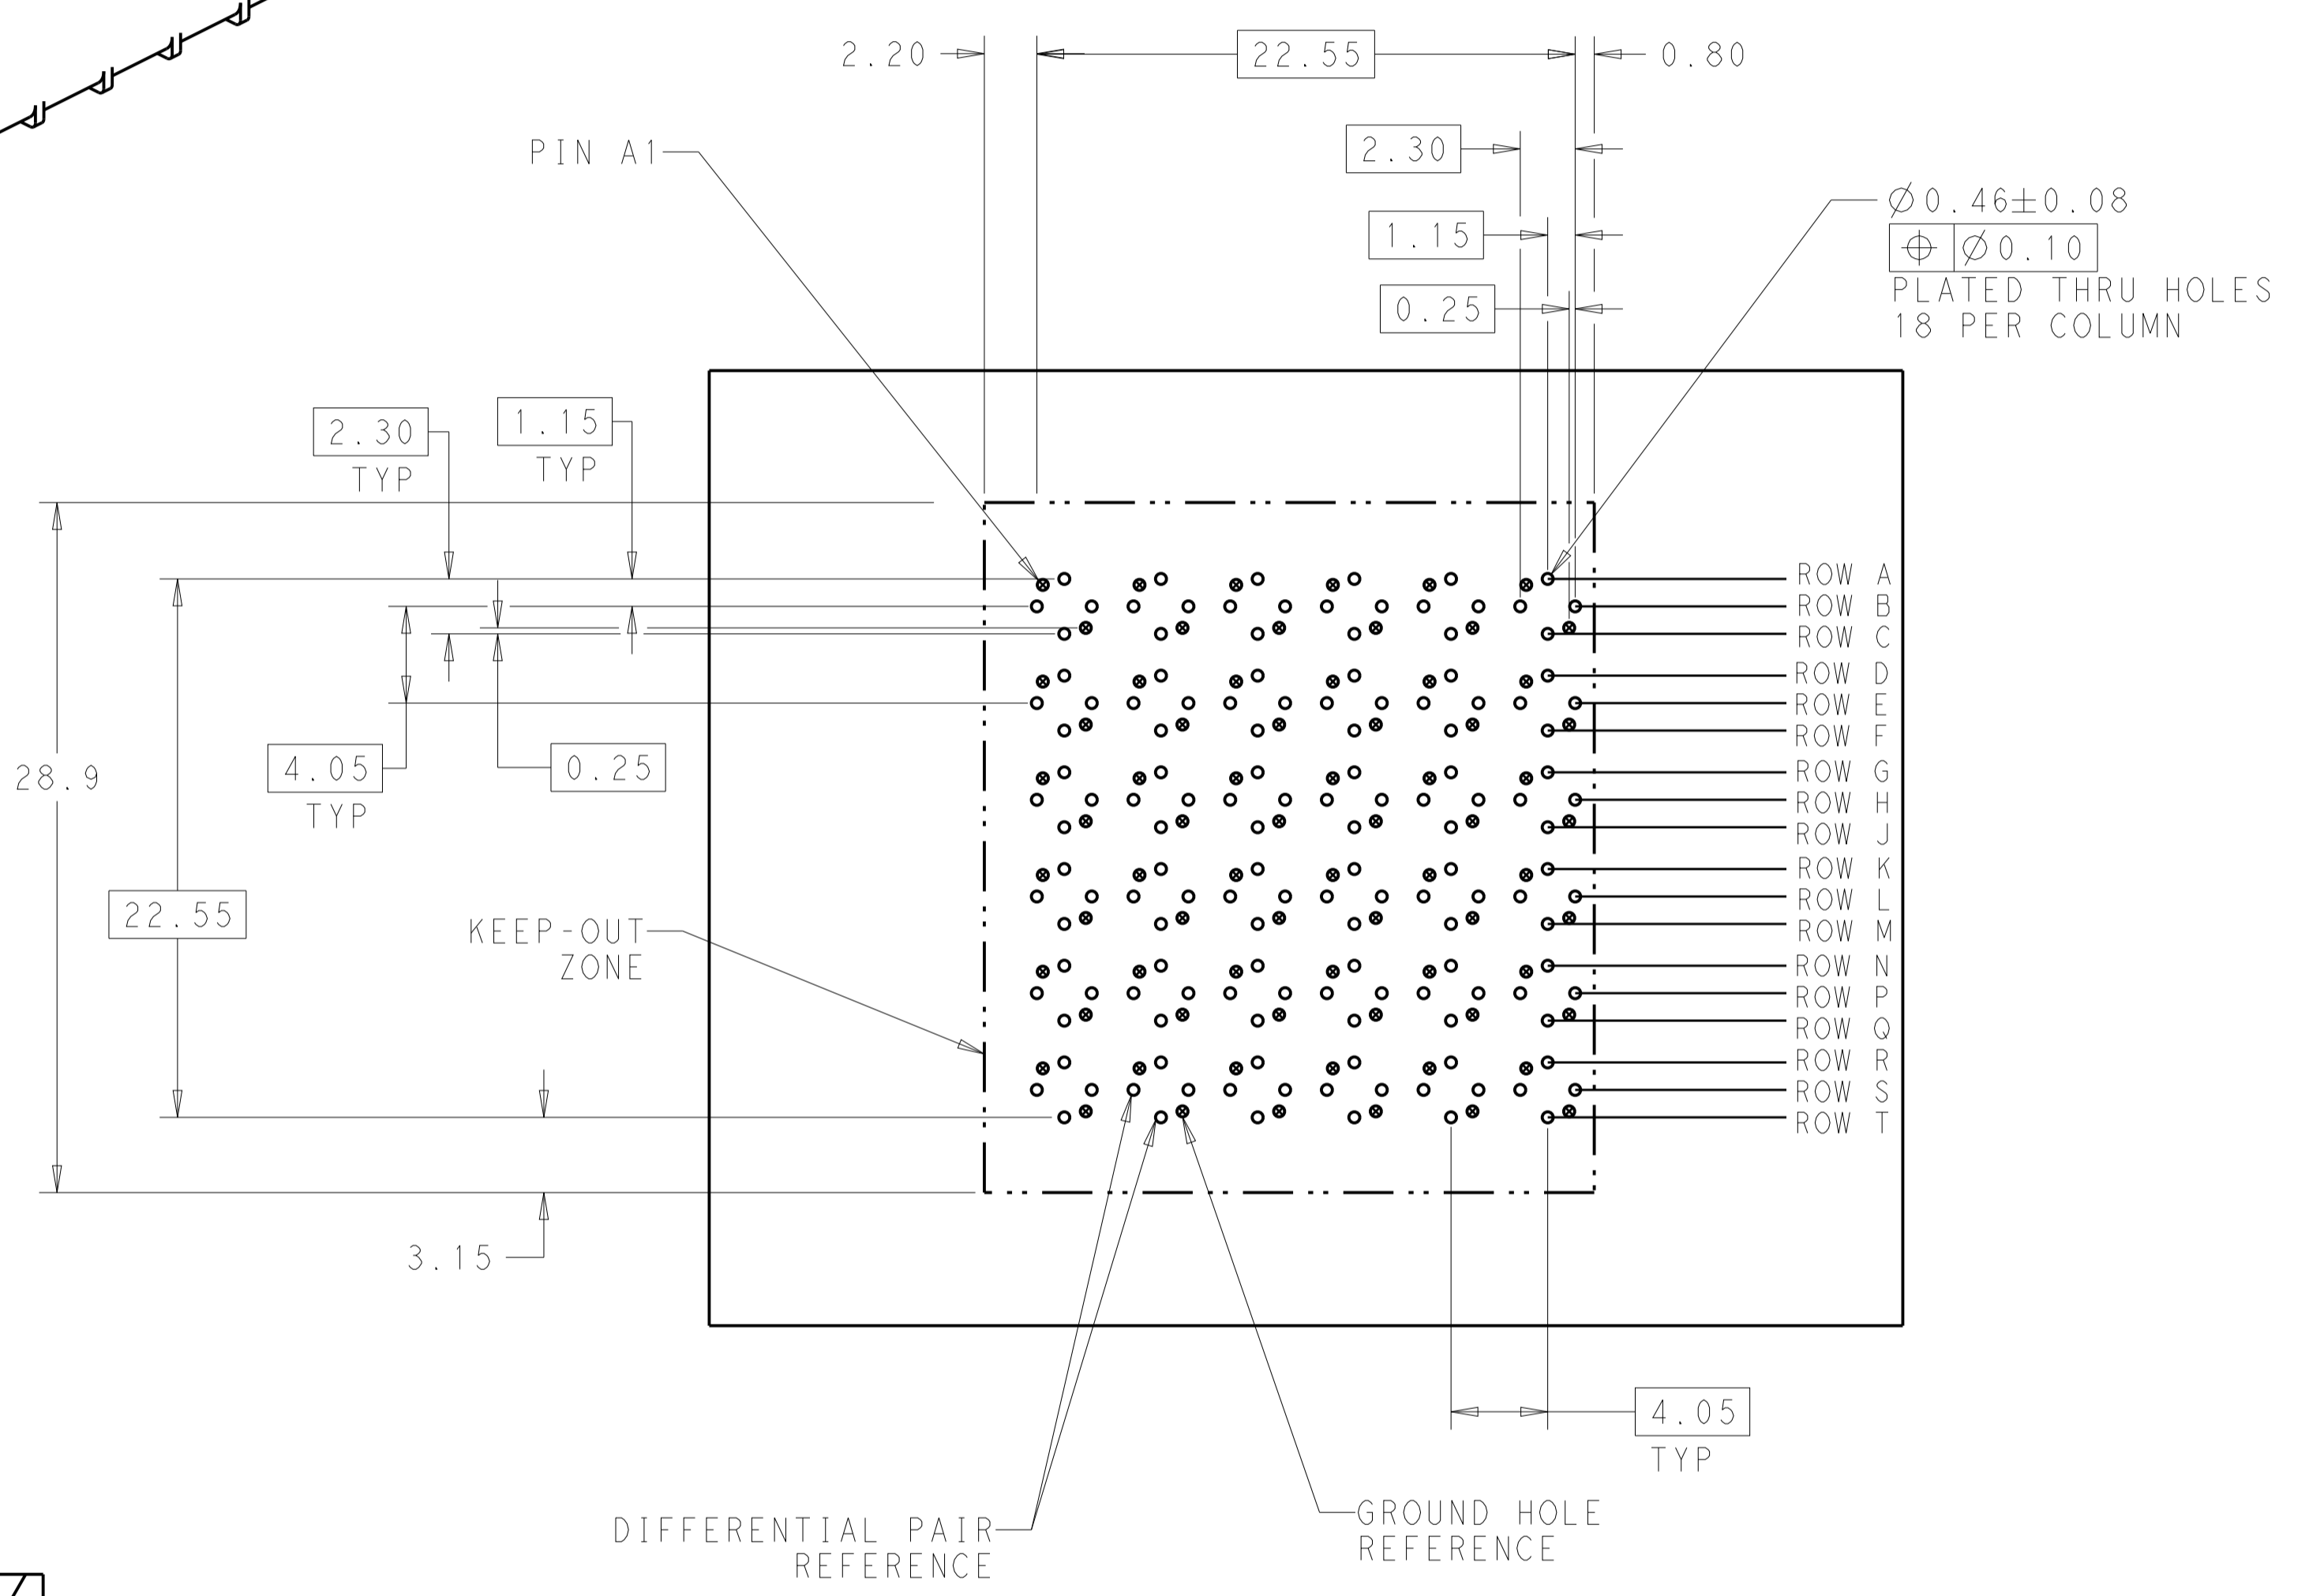 2.20
22.55
0.80
PIN A1
2.30
1.15
0.25
Ø0.46±0.08
⌖ Ø0.10
PLATED THRU HOLES
18 PER COLUMN
2.30
TYP
1.15
TYP
28.9
4.05
TYP
0.25
22.55
KEEP-OUT
ZONE
3.15
ROW A
ROW B
ROW C
ROW D
ROW E
ROW F
ROW G
ROW H
ROW J
ROW K
ROW L
ROW M
ROW N
ROW P
ROW Q
ROW R
ROW S
ROW T
4.05
TYP
DIFFERENTIAL PAIR
REFERENCE
GROUND HOLE
REFERENCE